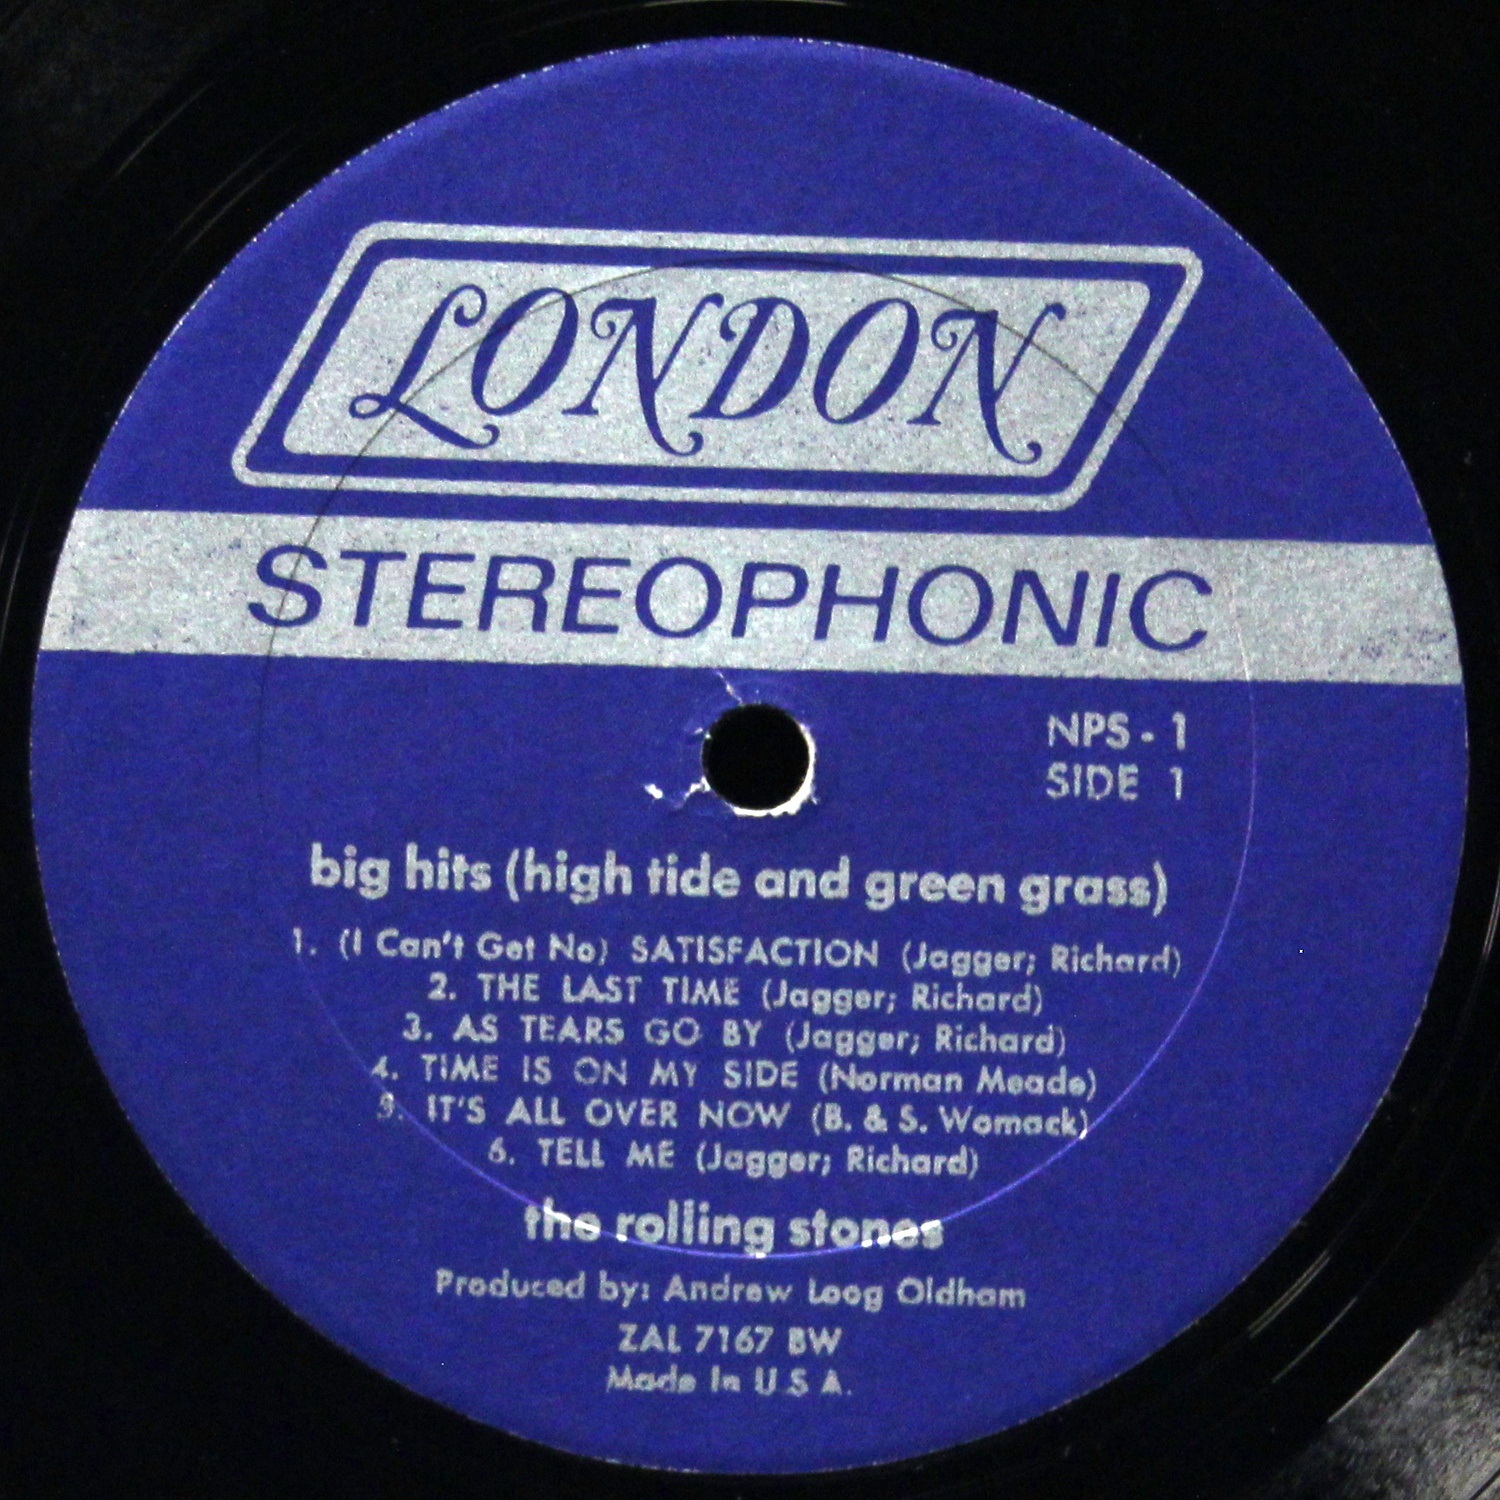 LONDON
STEREOPHONIC
NPS - 1
SIDE 1
big hits (high tide and green grass)
1. (I Can't Get No) SATISFACTION (Jagger; Richard)
2. THE LAST TIME (Jagger; Richard)
3. AS TEARS GO BY (Jagger; Richard)
4. TIME IS ON MY SIDE (Norman Meade)
5. IT'S ALL OVER NOW (B. & S. Womack)
6. TELL ME (Jagger; Richard)
the rolling stones
Produced by: Andrew Loog Oldham
ZAL 7167 BW
Made In U S A.